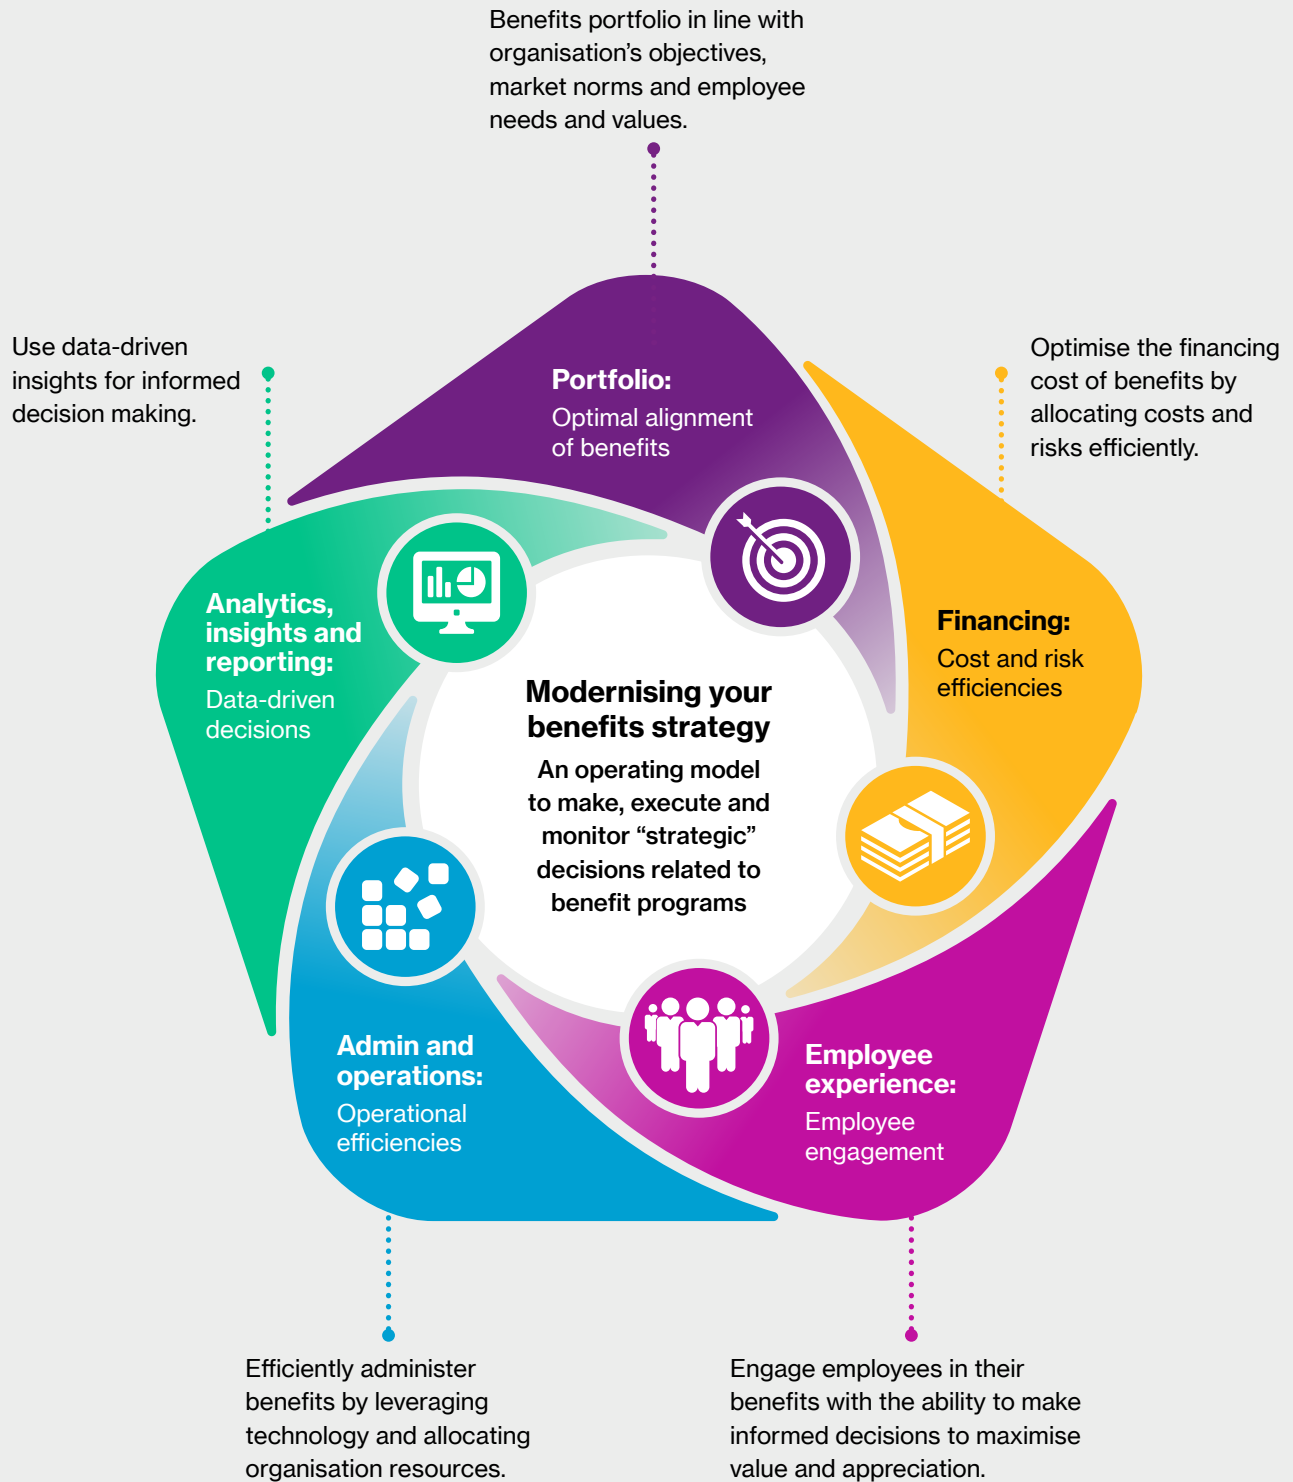 Benefits portfolio in line with
organisation’s objectives,
market norms and employee
needs and values.
Use data-driven
insights for informed
decision making.
Optimise the financing
cost of benefits by
allocating costs and
risks efficiently.
Portfolio:
Optimal alignment
of benefits
Analytics,
insights and
reporting:
Data-driven
decisions
Financing:
Cost and risk
efficiencies
Modernising your
benefits strategy
An operating model
to make, execute and
monitor “strategic”
decisions related to
benefit programs
Admin and
operations:
Operational
efficiencies
Employee
experience:
Employee
engagement
Efficiently administer
benefits by leveraging
technology and allocating
organisation resources.
Engage employees in their
benefits with the ability to make
informed decisions to maximise
value and appreciation.